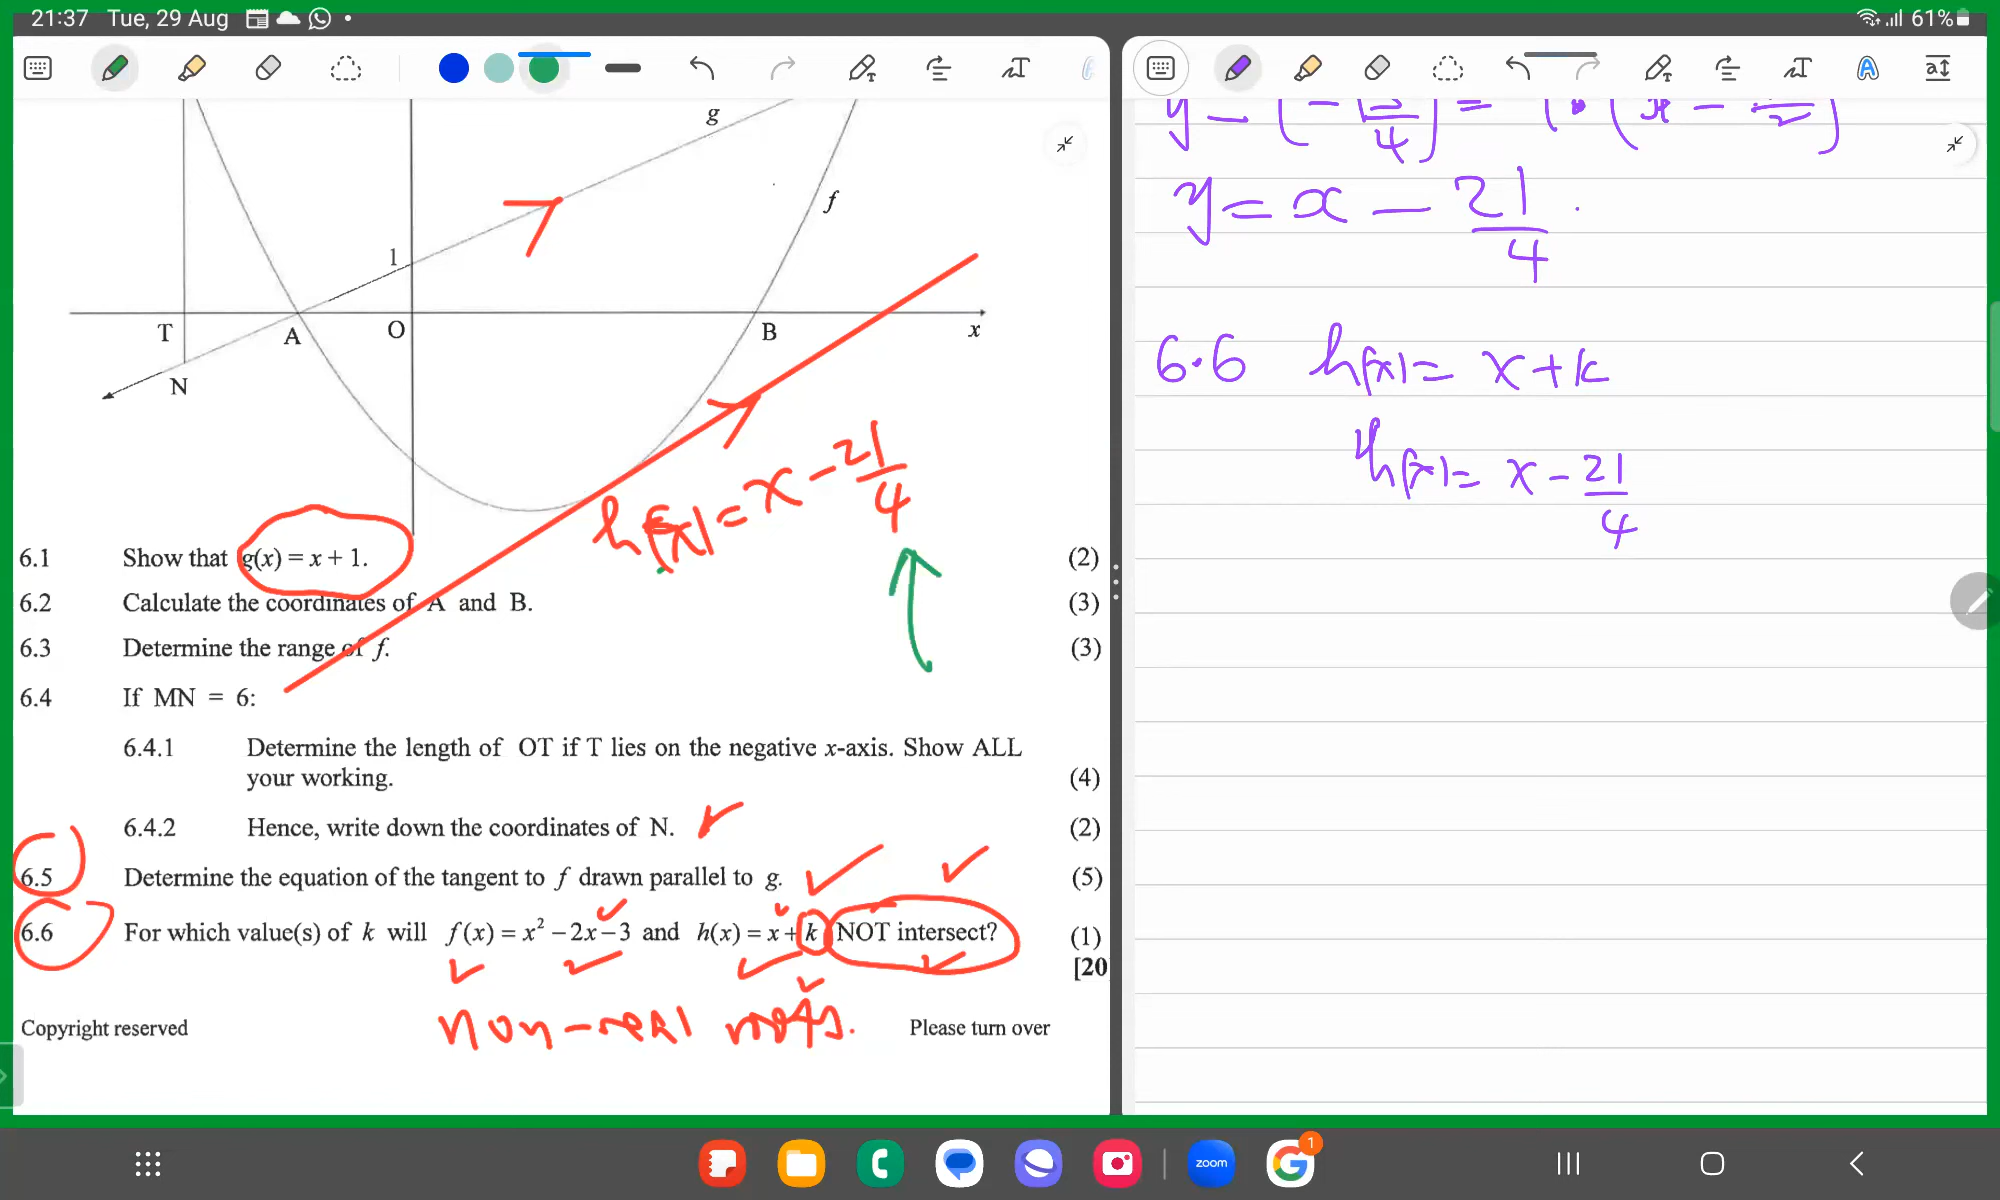 21:37 Tue, 29 Aug
61%
g
f
1
T
A
O
B
x
N
h(x) = x - 21/4
6.1 Show that g(x) = x + 1. (2)
6.2 Calculate the coordinates of A and B. (3)
6.3 Determine the range of f. (3)
6.4 If MN = 6:
6.4.1 Determine the length of OT if T lies on the negative x-axis. Show ALL
your working. (4)
6.4.2 Hence, write down the coordinates of N. (2)
6.5 Determine the equation of the tangent to f drawn parallel to g. (5)
6.6 For which value(s) of k will f(x) = x² − 2x − 3 and h(x) = x + k NOT intersect? (1)
[20
non-real roots.
Copyright reserved Please turn over
y = x - 21/4.
6.6 h(x) = x + k
h(x) = x - 21/4
zoom
1